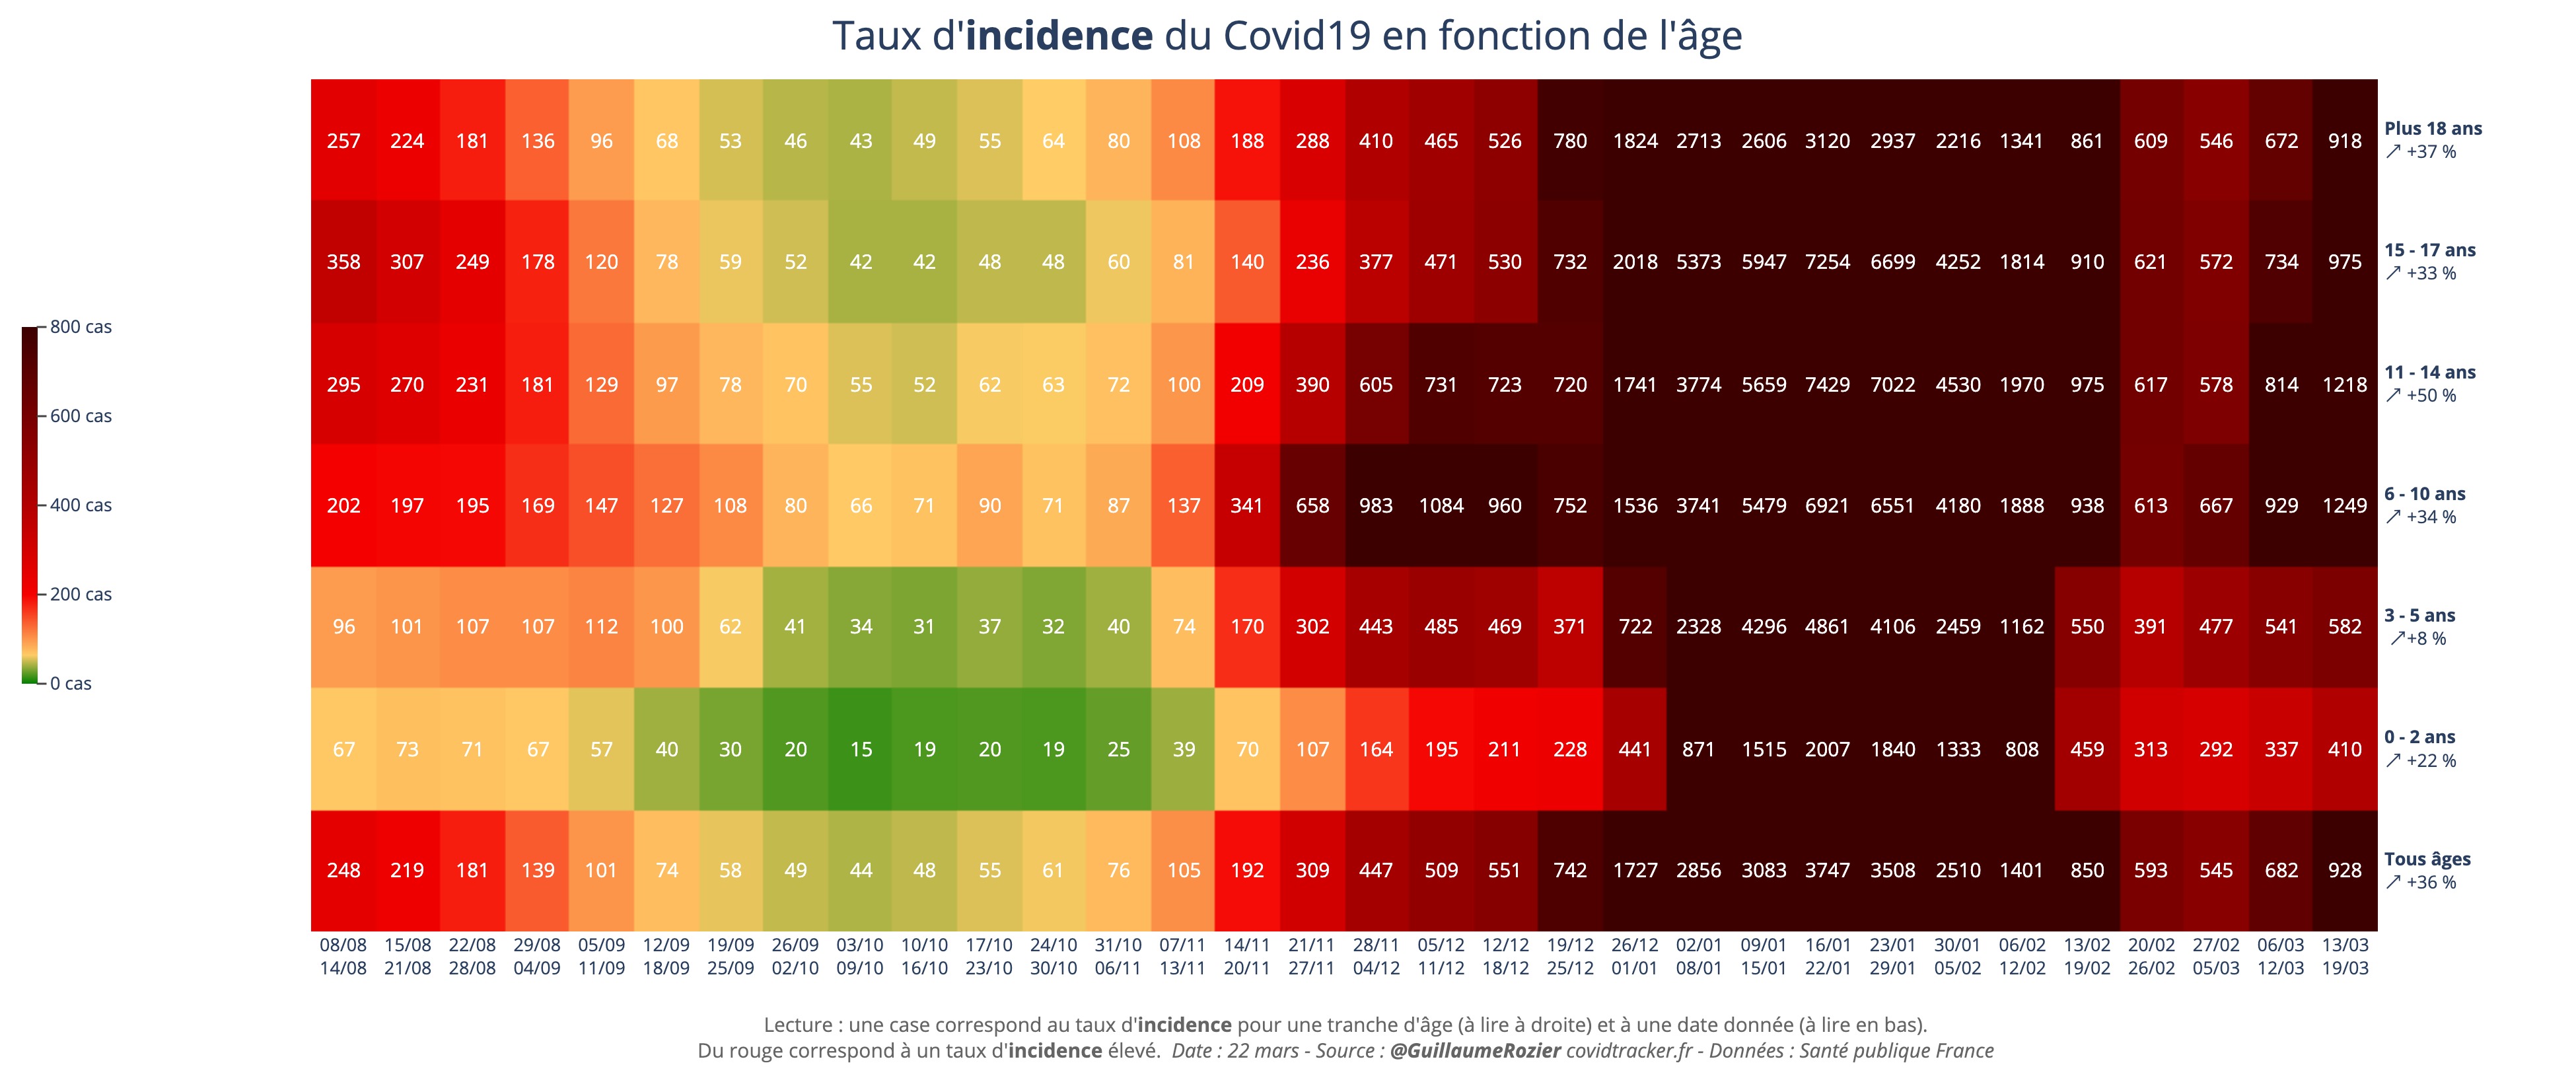 Taux d'incidence du Covid19 en fonction de l'âge
257 224 181 136 96 68 53 46 43 49 55 64 80 108 188 288 410 465 526 780 1824 2713 2606 3120 2937 2216 1341 861 609 546 672 918
Plus 18 ans
↗ +37 %
358 307 249 178 120 78 59 52 42 42 48 48 60 81 140 236 377 471 530 732 2018 5373 5947 7254 6699 4252 1814 910 621 572 734 975
15 - 17 ans
↗ +33 %
800 cas
600 cas
400 cas
200 cas
0 cas
295 270 231 181 129 97 78 70 55 52 62 63 72 100 209 390 605 731 723 720 1741 3774 5659 7429 7022 4530 1970 975 617 578 814 1218
11 - 14 ans
↗ +50 %
202 197 195 169 147 127 108 80 66 71 90 71 87 137 341 658 983 1084 960 752 1536 3741 5479 6921 6551 4180 1888 938 613 667 929 1249
6 - 10 ans
↗ +34 %
96 101 107 107 112 100 62 41 34 31 37 32 40 74 170 302 443 485 469 371 722 2328 4296 4861 4106 2459 1162 550 391 477 541 582
3 - 5 ans
↗+8 %
67 73 71 67 57 40 30 20 15 19 20 19 25 39 70 107 164 195 211 228 441 871 1515 2007 1840 1333 808 459 313 292 337 410
0 - 2 ans
↗ +22 %
248 219 181 139 101 74 58 49 44 48 55 61 76 105 192 309 447 509 551 742 1727 2856 3083 3747 3508 2510 1401 850 593 545 682 928
Tous âges
↗ +36 %
08/08 15/08 22/08 29/08 05/09 12/09 19/09 26/09 03/10 10/10 17/10 24/10 31/10 07/11 14/11 21/11 28/11 05/12 12/12 19/12 26/12 02/01 09/01 16/01 23/01 30/01 06/02 13/02 20/02 27/02 06/03 13/03
14/08 21/08 28/08 04/09 11/09 18/09 25/09 02/10 09/10 16/10 23/10 30/10 06/11 13/11 20/11 27/11 04/12 11/12 18/12 25/12 01/01 08/01 15/01 22/01 29/01 05/02 12/02 19/02 26/02 05/03 12/03 19/03
Lecture : une case correspond au taux d'incidence pour une tranche d'âge (à lire à droite) et à une date donnée (à lire en bas).
Du rouge correspond à un taux d'incidence élevé. Date : 22 mars - Source : @GuillaumeRozier covidtracker.fr - Données : Santé publique France